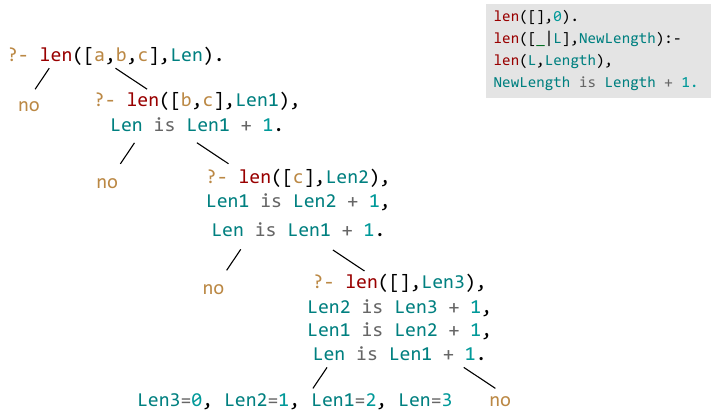 len([],0).
len([_|L],NewLength):-
len(L,Length),
NewLength is Length + 1.
?- len([a,b,c],Len).
no
?- len([b,c],Len1),
Len is Len1 + 1.
no
?- len([c],Len2),
Len1 is Len2 + 1,
Len is Len1 + 1.
no
?- len([],Len3),
Len2 is Len3 + 1,
Len1 is Len2 + 1,
Len is Len1 + 1.
Len3=0, Len2=1, Len1=2, Len=3
no